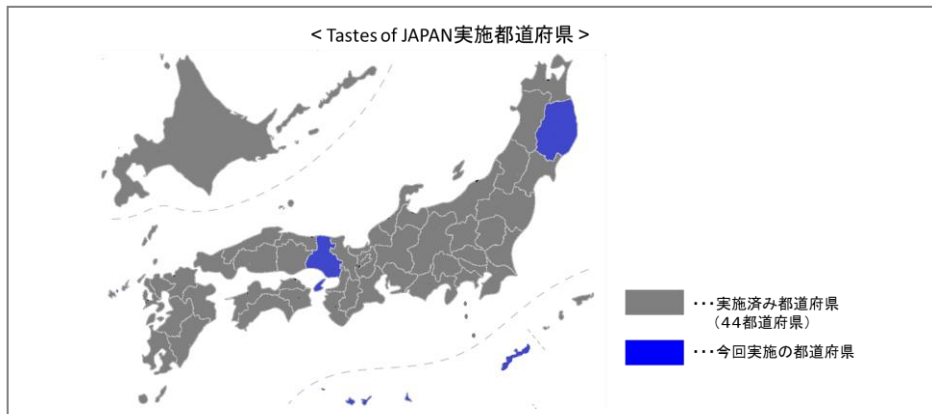 < Tastes of JAPAN実施都道府県 >
･･･実施済み都道府県
（44都道府県）
･･･今回実施の都道府県